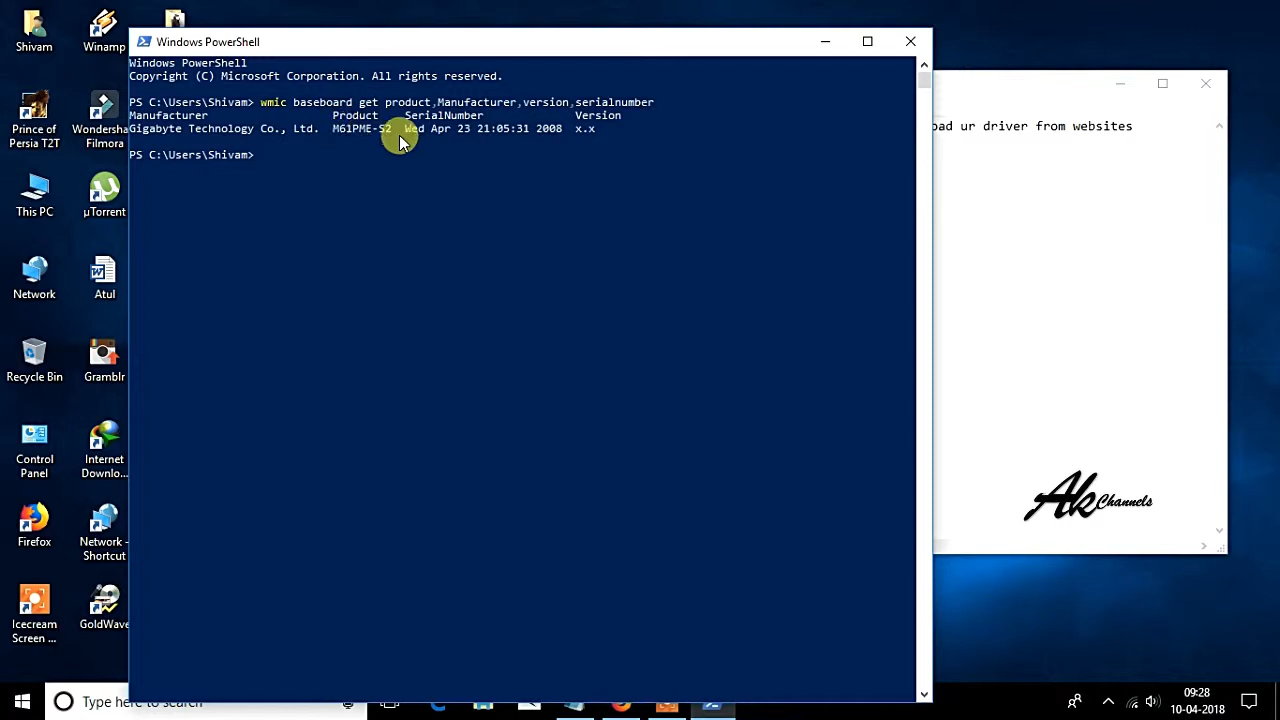 Shivam
Winamp
Prince of
Persia T2T
Wondersha
Filmora
This PC
µTorrent
Network
Atul
Recycle Bin
Gramblr
Control
Panel
Internet
Downlo...
Firefox
Network -
Shortcut
Icecream
Screen ...
GoldWave
Windows PowerShell
Windows PowerShell
Copyright (C) Microsoft Corporation. All rights reserved.
PS C:\Users\Shivam> wmic baseboard get product,Manufacturer,version,serialnumber
Manufacturer Product SerialNumber Version
Gigabyte Technology Co., Ltd. M61PME-S2 Wed Apr 23 21:05:31 2008 x.x
PS C:\Users\Shivam>
oad ur driver from websites
Ak Channels
Type here to search
09:28
10-04-2018